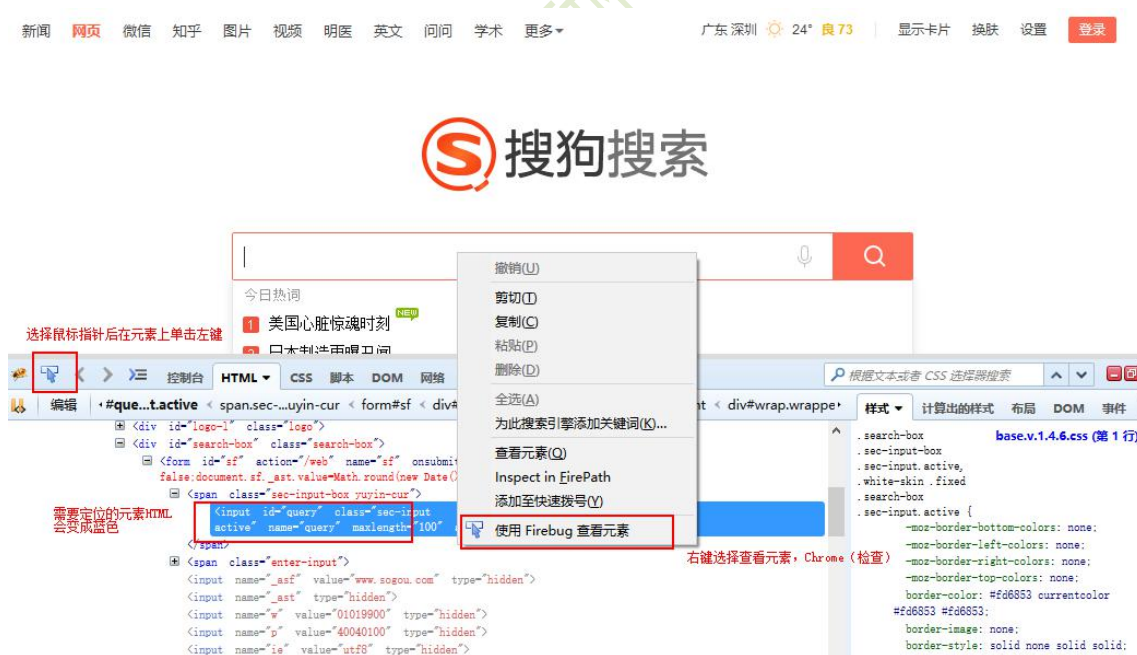 新闻 网页 微信 知乎 图片 视频 明医 英文 问问 学术 更多 广东 深圳 24° 良 73 显示卡片 换肤 设置 登录
搜狗搜索
今日热词
1 美国心脏惊魂时刻 NEW
选择鼠标指针后在元素上单击左键
撤销(U)
剪切(T)
复制(C)
粘贴(P)
删除(D)
全选(A)
为此搜索引擎添加关键词(K)...
查看元素(Q)
Inspect in FirePath
添加至快速拨号(Y)
使用 Firebug 查看元素
控制台 HTML CSS 脚本 DOM 网络 根据文本或者 CSS 选择器搜索
编辑 #que...t.active < span.sec-...uyin-cur < form#sf < div# nt < div#wrap.wrappe
样式 计算出的样式 布局 DOM 事件
<div id="logo-1" class="logo">
<div id="search-box" class="search-box">
<form id="sf" action="/web" name="sf" onsubmit
false;document.sf._ast.value=Math.round(new Date()
<span class="sec-input-box yuyin-cur">
<input id="query" class="sec-input
active" name="query" maxlength="100"
</span>
<span class="enter-input">
<input name="_asf" value="www.sogou.com" type="hidden">
<input name="_ast" type="hidden">
<input name="w" value="01019900" type="hidden">
<input name="p" value="40040100" type="hidden">
<input name="ie" value="utf8" type="hidden">
需要定位的元素HTML
会变成蓝色
右键选择查看元素，Chrome（检查）
.search-box base.v.1.4.6.css (第 1 行)
.sec-input-box
.sec-input.active,
.white-skin .fixed
.search-box
.sec-input.active {
-moz-border-bottom-colors: none;
-moz-border-left-colors: none;
-moz-border-right-colors: none;
-moz-border-top-colors: none;
border-color: #fd6853 currentcolor
#fd6853 #fd6853;
border-image: none;
border-style: solid none solid solid;